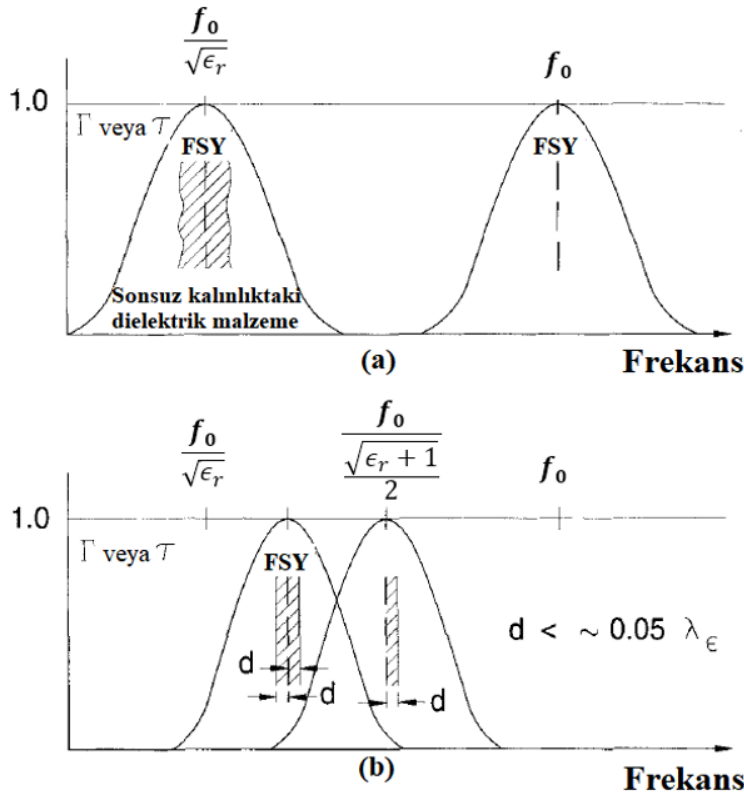 f₀
√ϵᵣ
f₀
1.0
Γ veya τ
FSY
FSY
Sonsuz kalınlıktaki
dielektrik malzeme
(a)
Frekans
f₀
√ϵᵣ
f₀
√ϵᵣ + 1
2
f₀
1.0
Γ veya τ
FSY
d < ~ 0.05 λϵ
d
d
d
(b)
Frekans